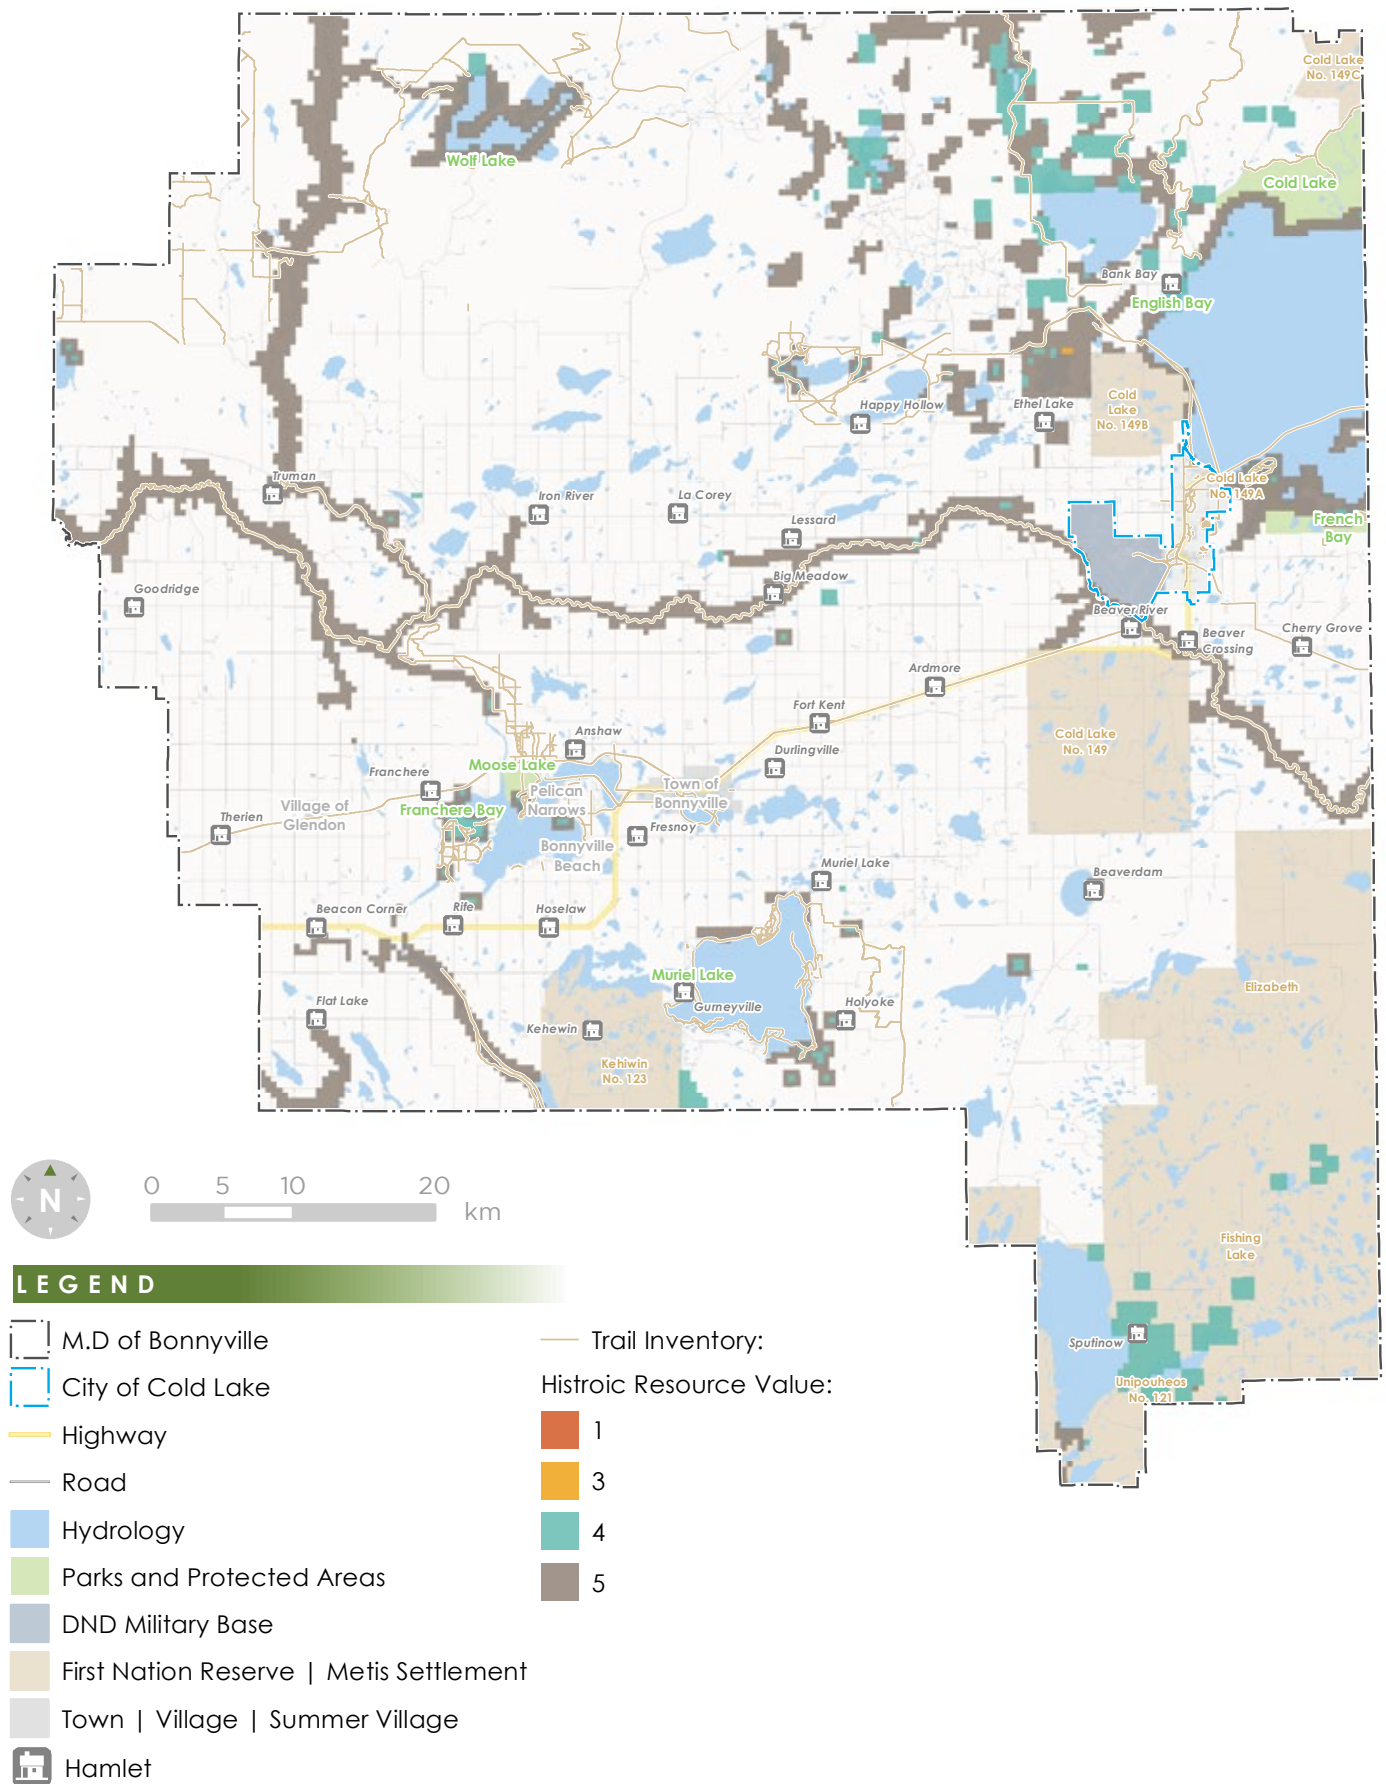 Cold Lake
No. 149C
Wolf Lake
Cold Lake
Bank Bay
English Bay
Happy Hollow
Ethel Lake
Cold
Lake
No. 149B
Truman
Iron River
La Corey
Cold Lake
No. 149A
Lessard
French
Bay
Big Meadow
Goodridge
Beaver River
Beaver
Crossing
Cherry Grove
Ardmore
Fort Kent
Anshaw
Cold Lake
No. 149
Durlingville
Moose Lake
Franchere
Pelican
Narrows
Town of
Bonnyville
Village of
Glendon
Franchere Bay
Therien
Fresnoy
Bonnyville
Beach
Muriel Lake
Beaverdam
Beacon Corner
Rife
Hoselaw
Muriel Lake
Elizabeth
Flat Lake
Gurneyville
Holyoke
Kehewin
Kehiwin
No. 123
N
0 5 10 20
km
Fishing
Lake
LEGEND
Sputinow
Unipouheos
No. 121
M.D of Bonnyville
City of Cold Lake
Highway
Road
Hydrology
Parks and Protected Areas
DND Military Base
First Nation Reserve | Metis Settlement
Town | Village | Summer Village
Hamlet
Trail Inventory:
Histroic Resource Value:
1
3
4
5